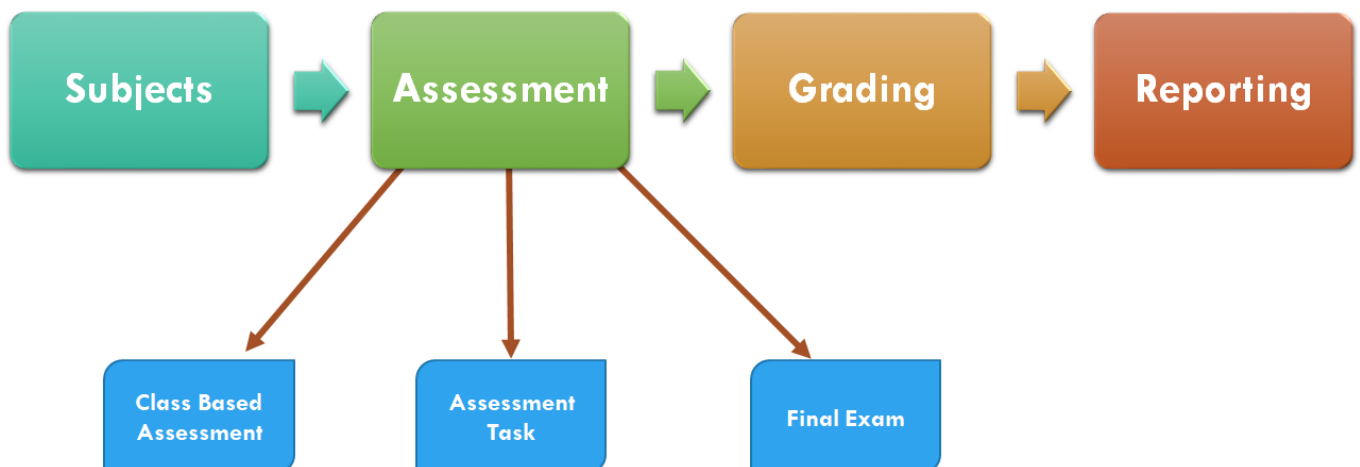 Subjects
Assessment
Grading
Reporting
Class Based
Assessment
Assessment
Task
Final Exam